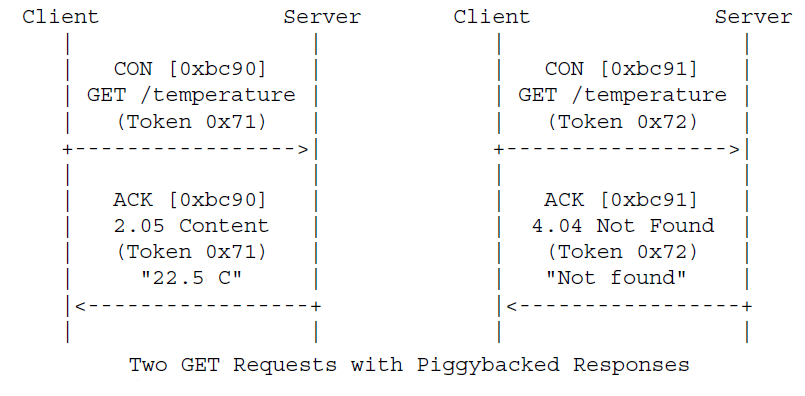 Client Server Client Server
CON [0xbc90] CON [0xbc91]
GET /temperature GET /temperature
(Token 0x71) (Token 0x72)
ACK [0xbc90] ACK [0xbc91]
2.05 Content 4.04 Not Found
(Token 0x71) (Token 0x72)
"22.5 C" "Not found"
Two GET Requests with Piggybacked Responses